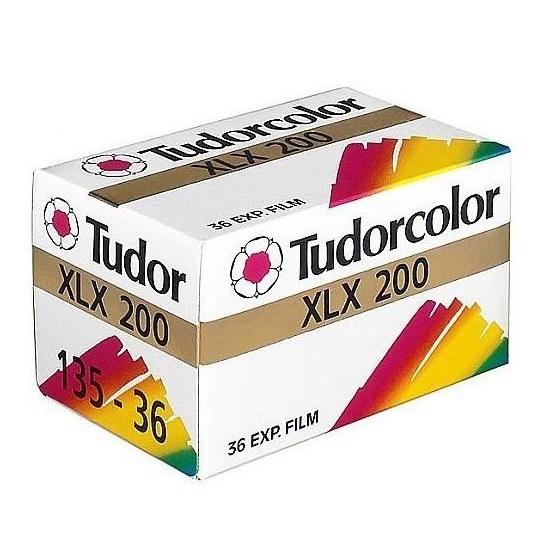 Tudorcolor
XLX 200
36 EXP. FILM
Tudor
XLX 200
135 - 36
Tudorcolor
XLX 200
36 EXP. FILM